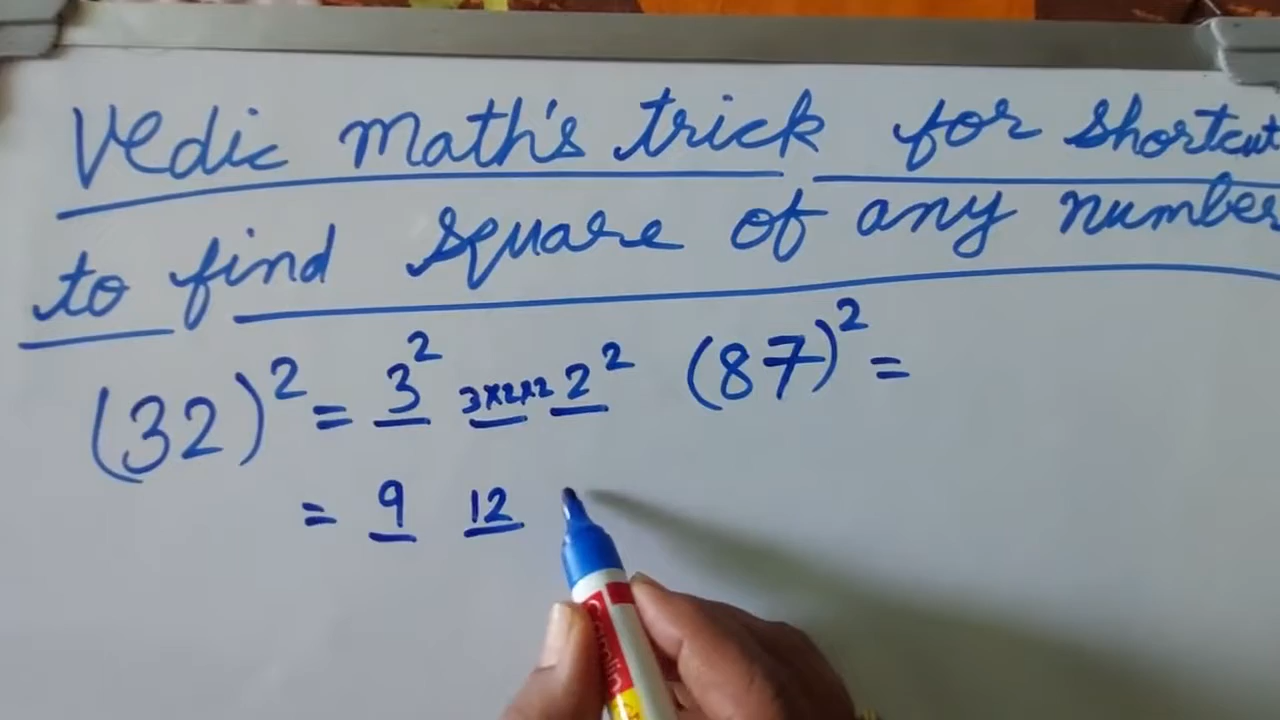 Vedic Math's trick for shortcut
to find square of any number
(32)² = 3² 3×2×2 2² (87)² =
= 9 12
Camlin